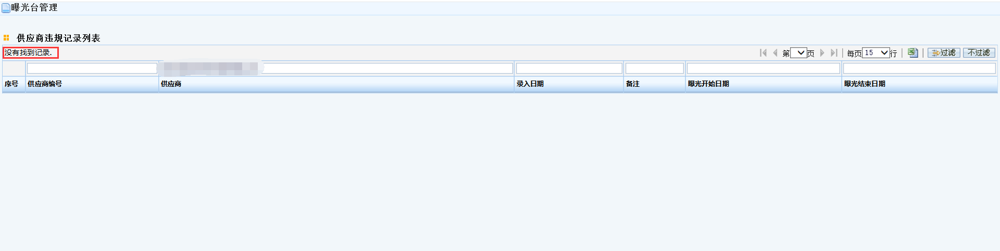 曝光台管理
供应商违规记录列表
没有找到记录. 第 页 每页 15 行 过滤 不过滤
序号 供应商编号 供应商 录入日期 备注 曝光开始日期 曝光结束日期